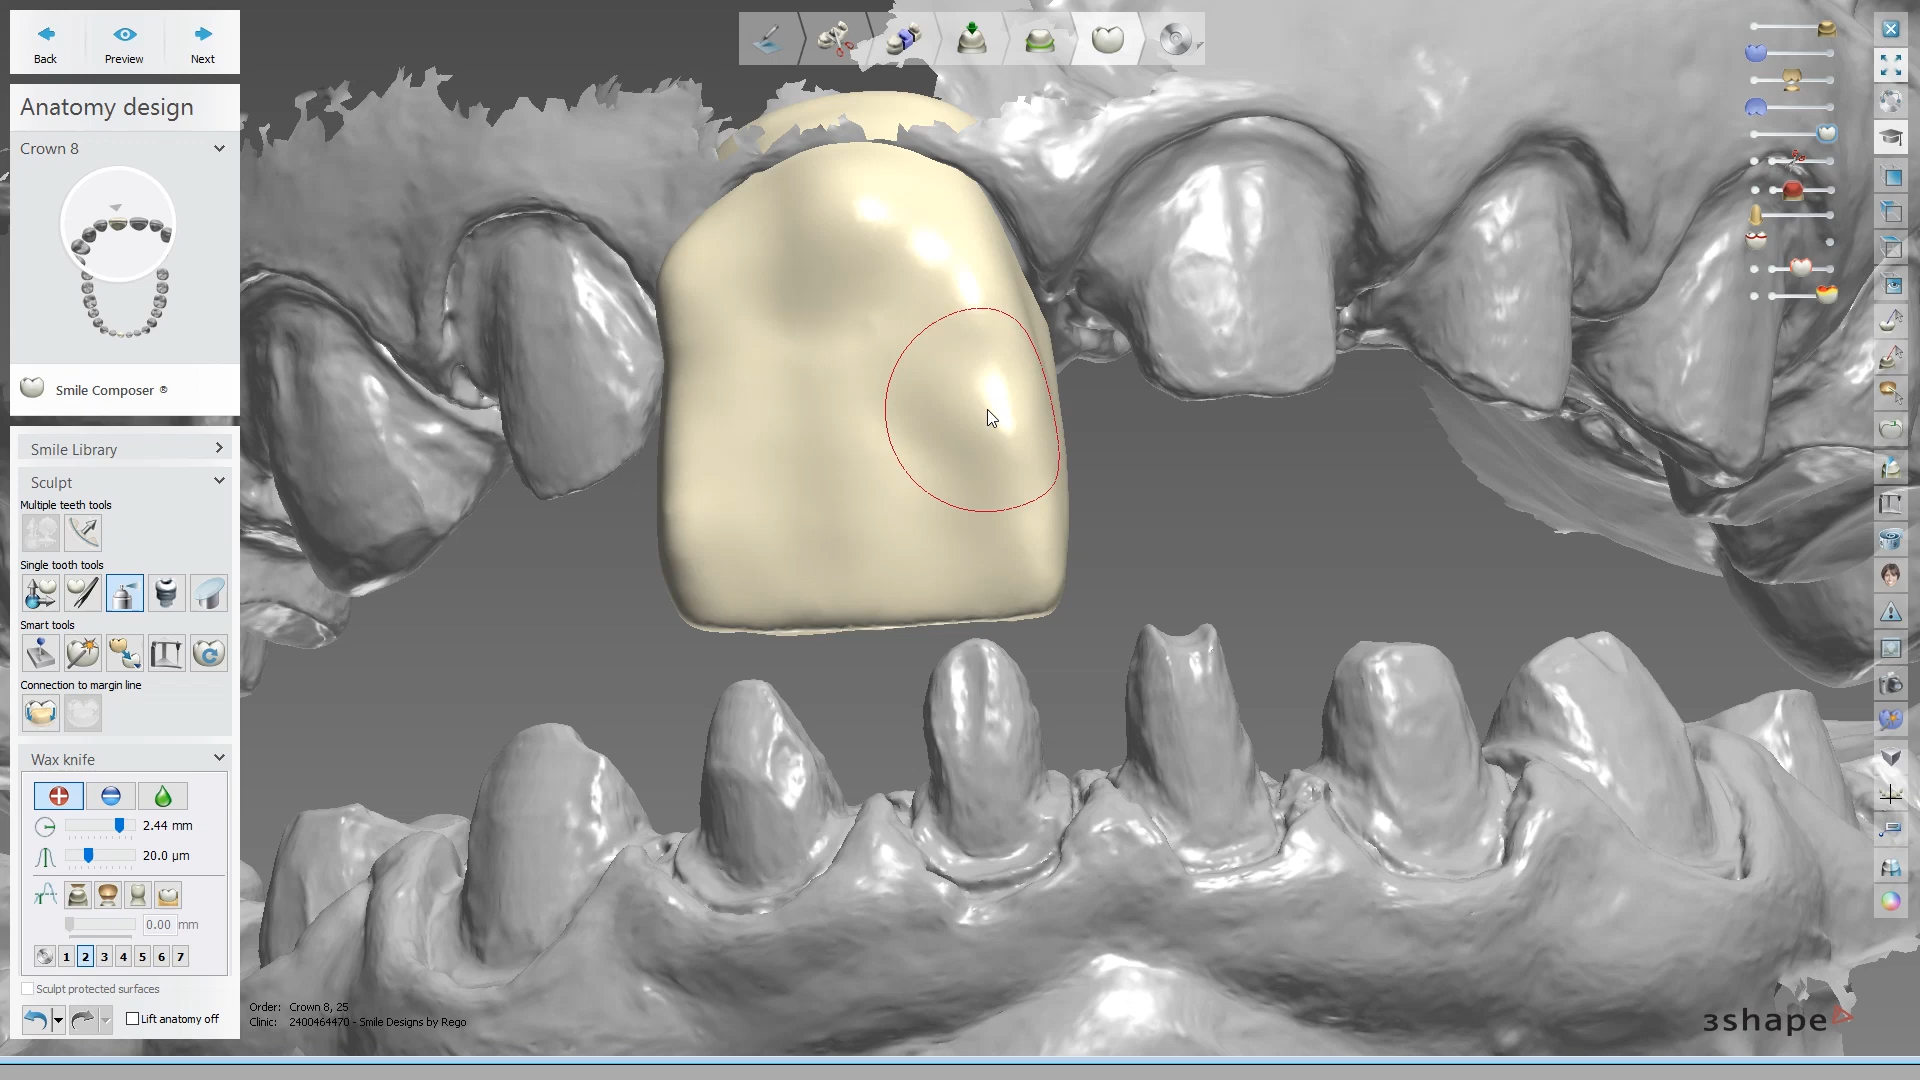 Back
Preview
Next
Anatomy design
Crown 8
Smile Composer ®
Smile Library
Sculpt
Multiple teeth tools
Single tooth tools
Smart tools
Connection to margin line
Wax knife
2.44 mm
20.0 µm
0.00 mm
1 2 3 4 5 6 7
Sculpt protected surfaces
Lift anatomy off
Order: Crown 8, 25
Clinic: 2400464470 - Smile Designs by Rego
3shape